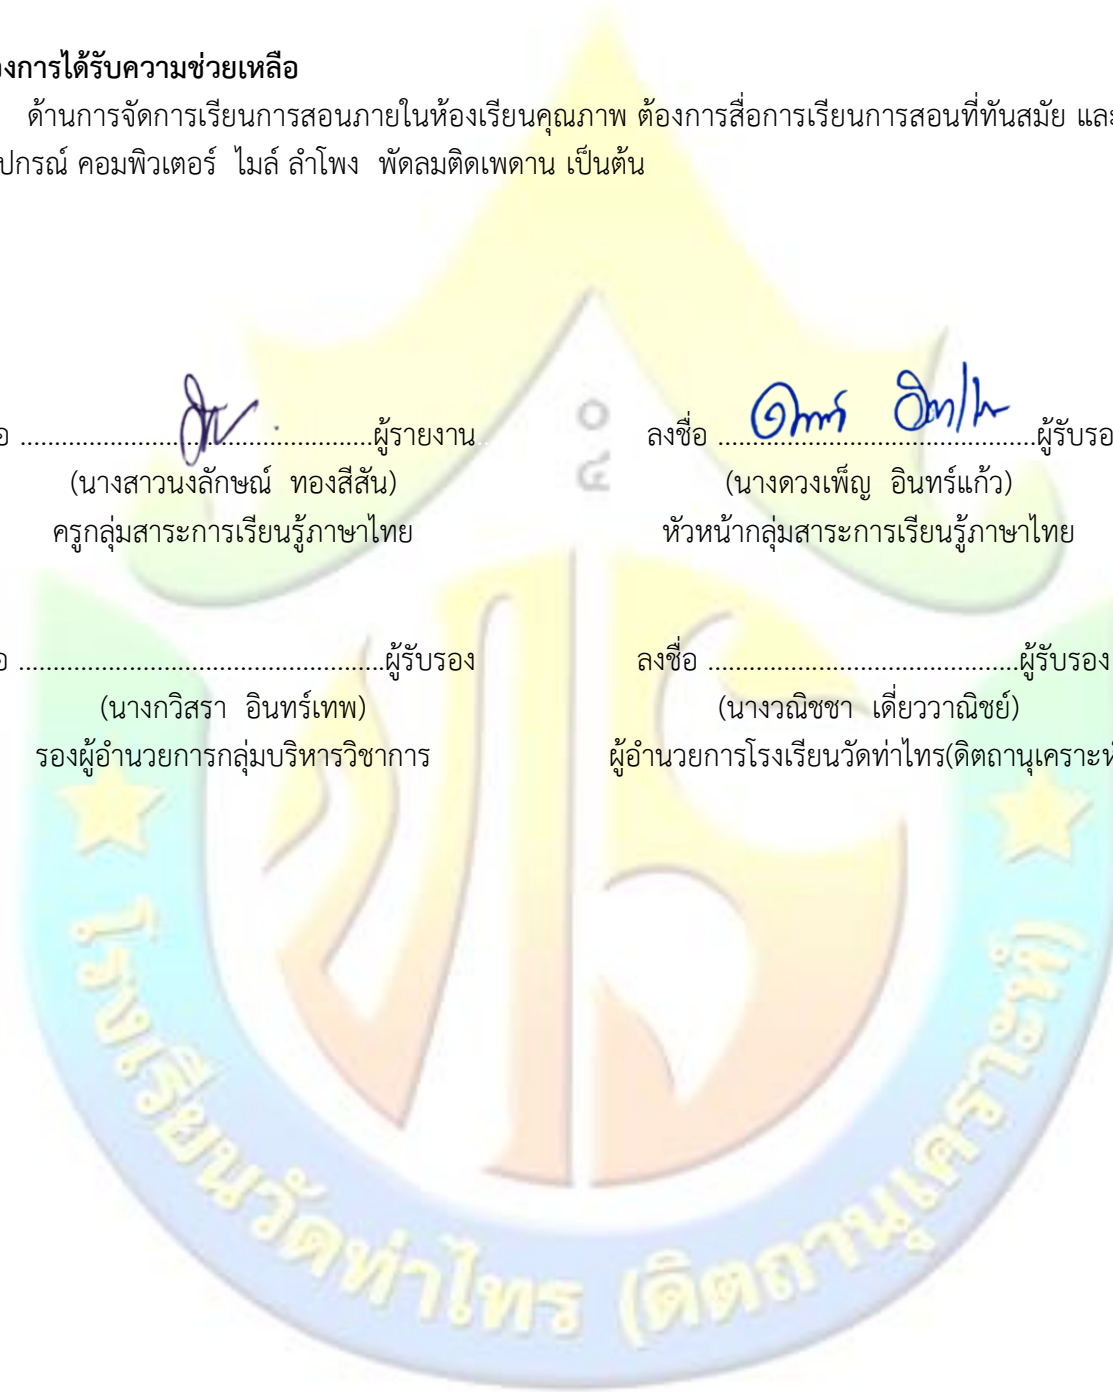 องการได้รับความช่วยเหลือ
ด้านการจัดการเรียนการสอนภายในห้องเรียนคุณภาพ ต้องการสื่อการเรียนการสอนที่ทันสมัย และ
ปกรณ์ คอมพิวเตอร์ ไมล์ ลำโพง พัดลมติดเพดาน เป็นต้น
อ ....................................................ผู้รายงาน
ลงชื่อ ...............................................ผู้รับรอ
(นางสาวนงลักษณ์ ทองสีสัน)
(นางดวงเพ็ญ อินทร์แก้ว)
ครูกลุ่มสาระการเรียนรู้ภาษาไทย
หัวหน้ากลุ่มสาระการเรียนรู้ภาษาไทย
อ .....................................................ผู้รับรอง
ลงชื่อ .............................................ผู้รับรอง
(นางกวิสรา อินทร์เทพ)
(นางวณิชชา เดี่ยววาณิชย์)
รองผู้อำนวยการกลุ่มบริหารวิชาการ
ผู้อำนวยการโรงเรียนวัดท่าไทร(ดิตถานุเคราะห
โรงเรียนวัดท่าไทร (ดิตถานุเคราะห์)